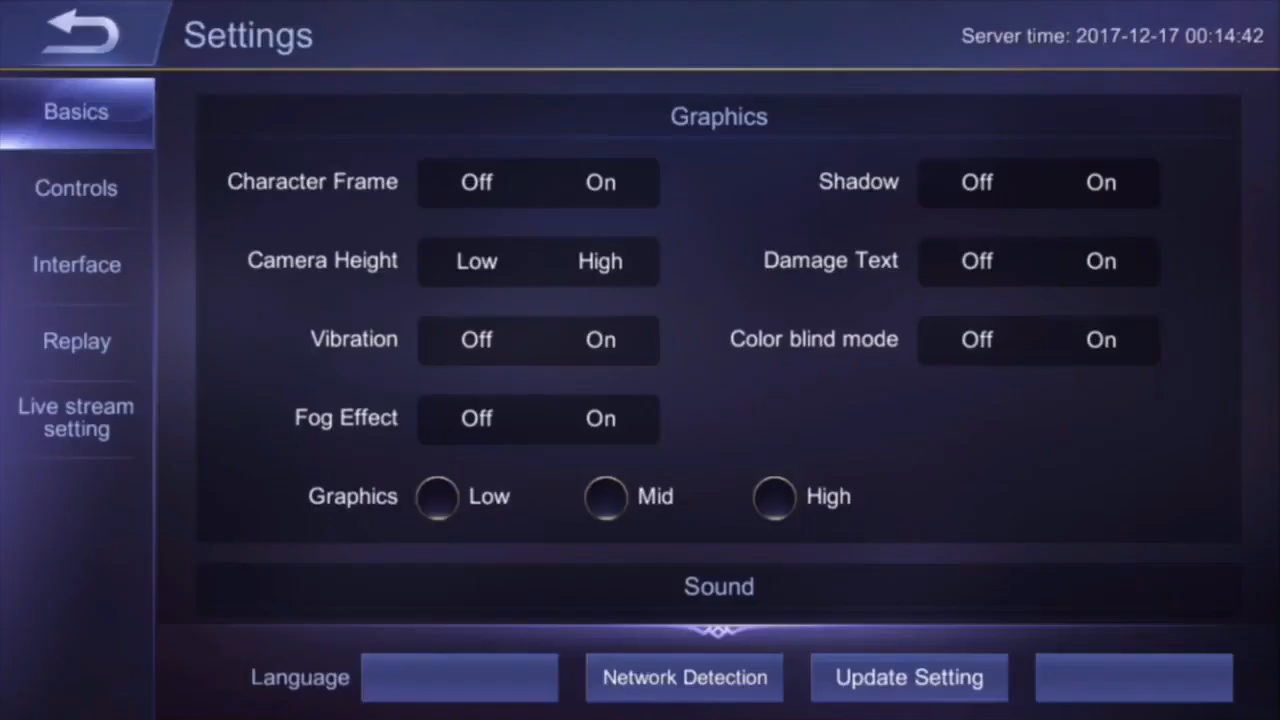 Settings
Server time: 2017-12-17 00:14:42
Basics
Controls
Interface
Replay
Live stream
setting
Graphics
Character Frame Off On
Shadow Off On
Camera Height Low High
Damage Text Off On
Vibration Off On
Color blind mode Off On
Fog Effect Off On
Graphics Low Mid High
Sound
Language
Network Detection
Update Setting